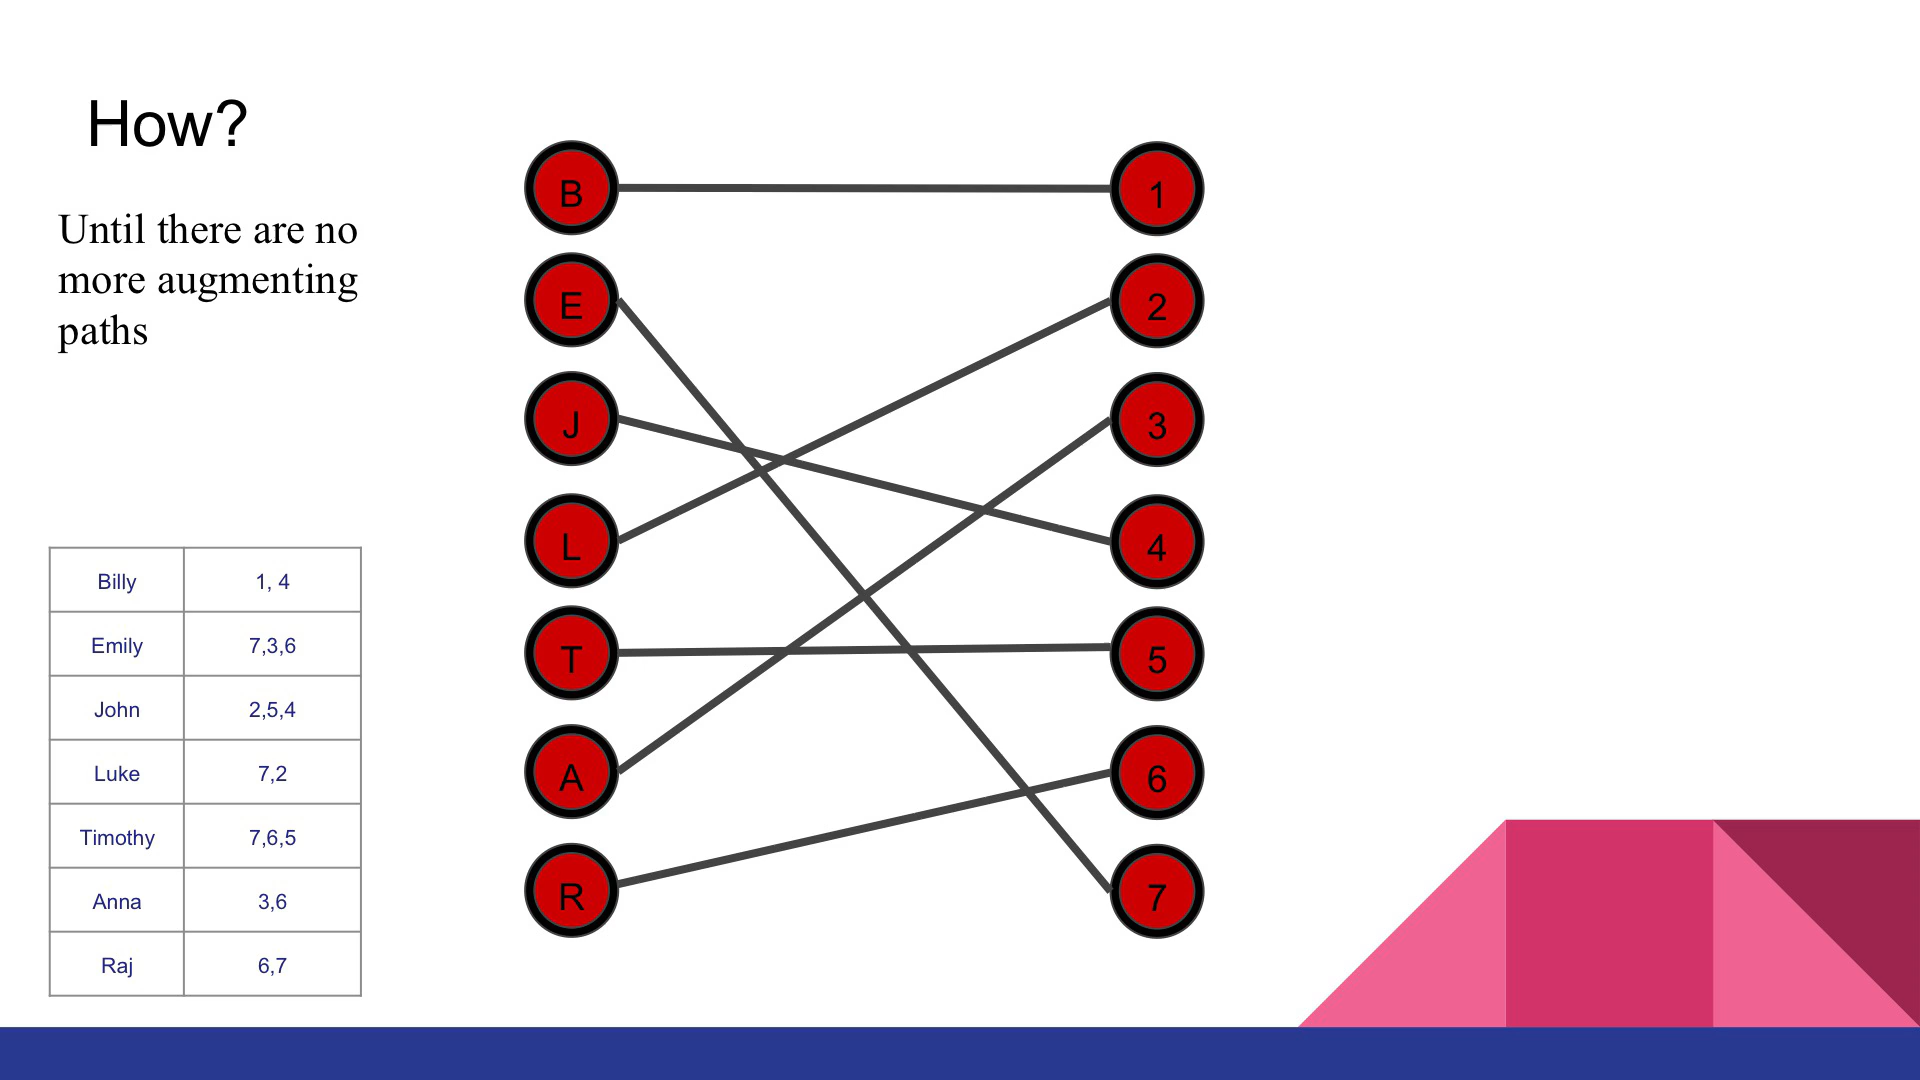 How?
Until there are no
more augmenting
paths
Billy 1, 4
Emily 7,3,6
John 2,5,4
Luke 7,2
Timothy 7,6,5
Anna 3,6
Raj 6,7
B 1
E 2
J 3
L 4
T 5
A 6
R 7